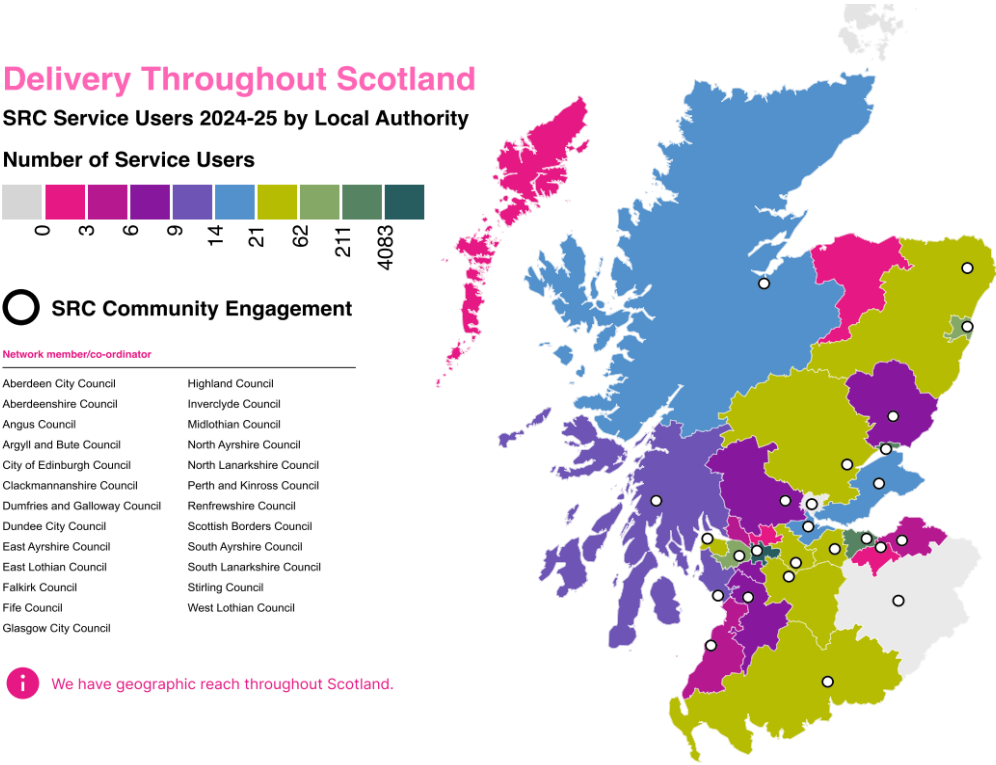 Delivery Throughout Scotland
SRC Service Users 2024-25 by Local Authority
Number of Service Users
0
3
6
9
14
21
62
211
4083
SRC Community Engagement
Network member/co-ordinator
Aberdeen City Council
Aberdeenshire Council
Angus Council
Argyll and Bute Council
City of Edinburgh Council
Clackmannanshire Council
Dumfries and Galloway Council
Dundee City Council
East Ayrshire Council
East Lothian Council
Falkirk Council
Fife Council
Glasgow City Council
Highland Council
Inverclyde Council
Midlothian Council
North Ayrshire Council
North Lanarkshire Council
Perth and Kinross Council
Renfrewshire Council
Scottish Borders Council
South Ayrshire Council
South Lanarkshire Council
Stirling Council
West Lothian Council
i
We have geographic reach throughout Scotland.